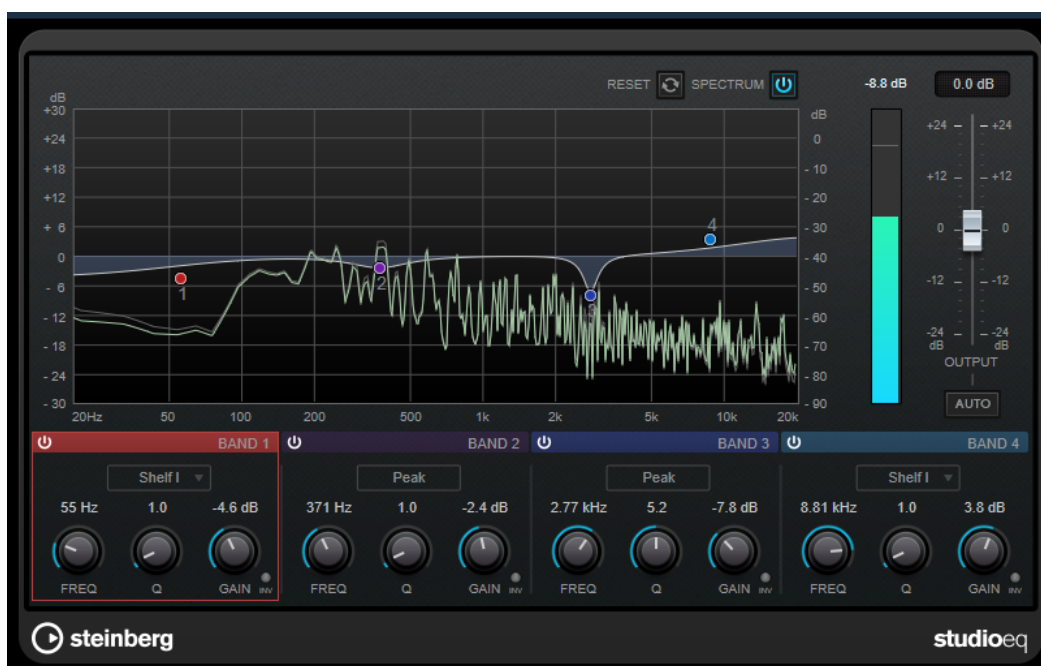 RESET SPECTRUM -8.8 dB 0.0 dB
dB
+30
+24
+18
+12
+ 6
0
- 6
- 12
- 18
- 24
- 30
dB
0
- 10
- 20
- 30
- 40
- 50
- 60
- 70
- 80
- 90
1
2
3
4
20Hz 50 100 200 500 1k 2k 5k 10k 20k
+24 +24
+12 +12
0 0
-12 -12
-24 -24
dB dB
OUTPUT
AUTO
BAND 1 BAND 2 BAND 3 BAND 4
Shelf I Peak Peak Shelf I
55 Hz 1.0 -4.6 dB 371 Hz 1.0 -2.4 dB 2.77 kHz 5.2 -7.8 dB 8.81 kHz 1.0 3.8 dB
FREQ Q GAIN INV FREQ Q GAIN INV FREQ Q GAIN INV FREQ Q GAIN INV
steinberg studioeq